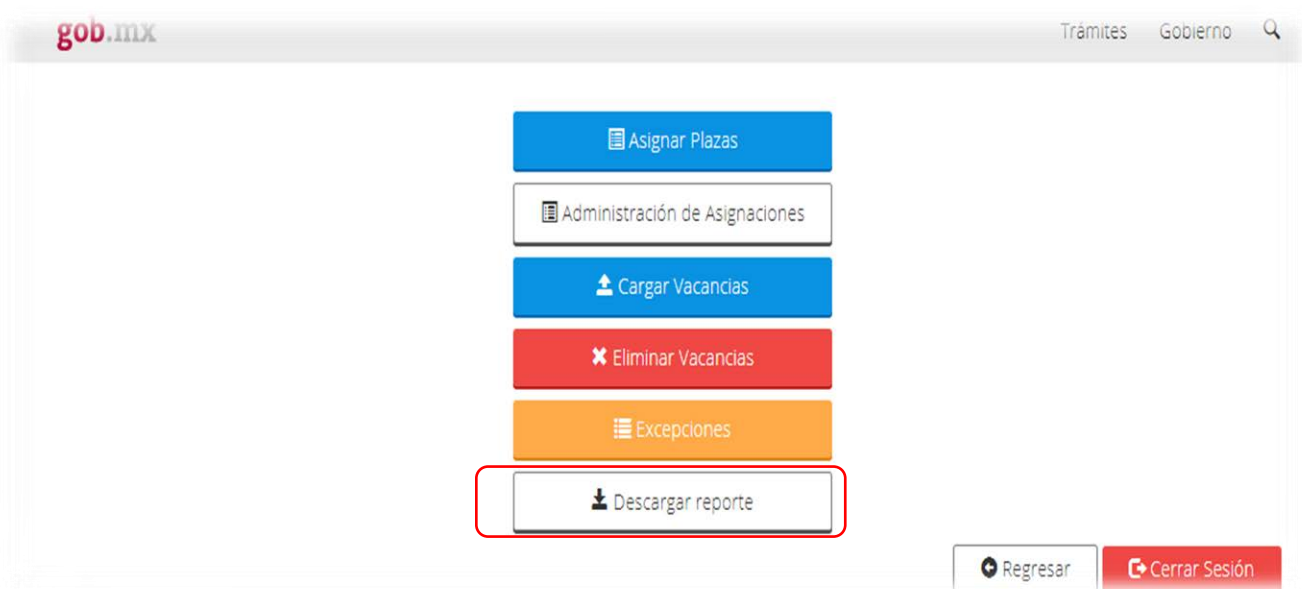 gob.mx Trámites Gobierno
Asignar Plazas
Administración de Asignaciones
Cargar Vacancias
Eliminar Vacancias
Excepciones
Descargar reporte
Regresar Cerrar Sesión